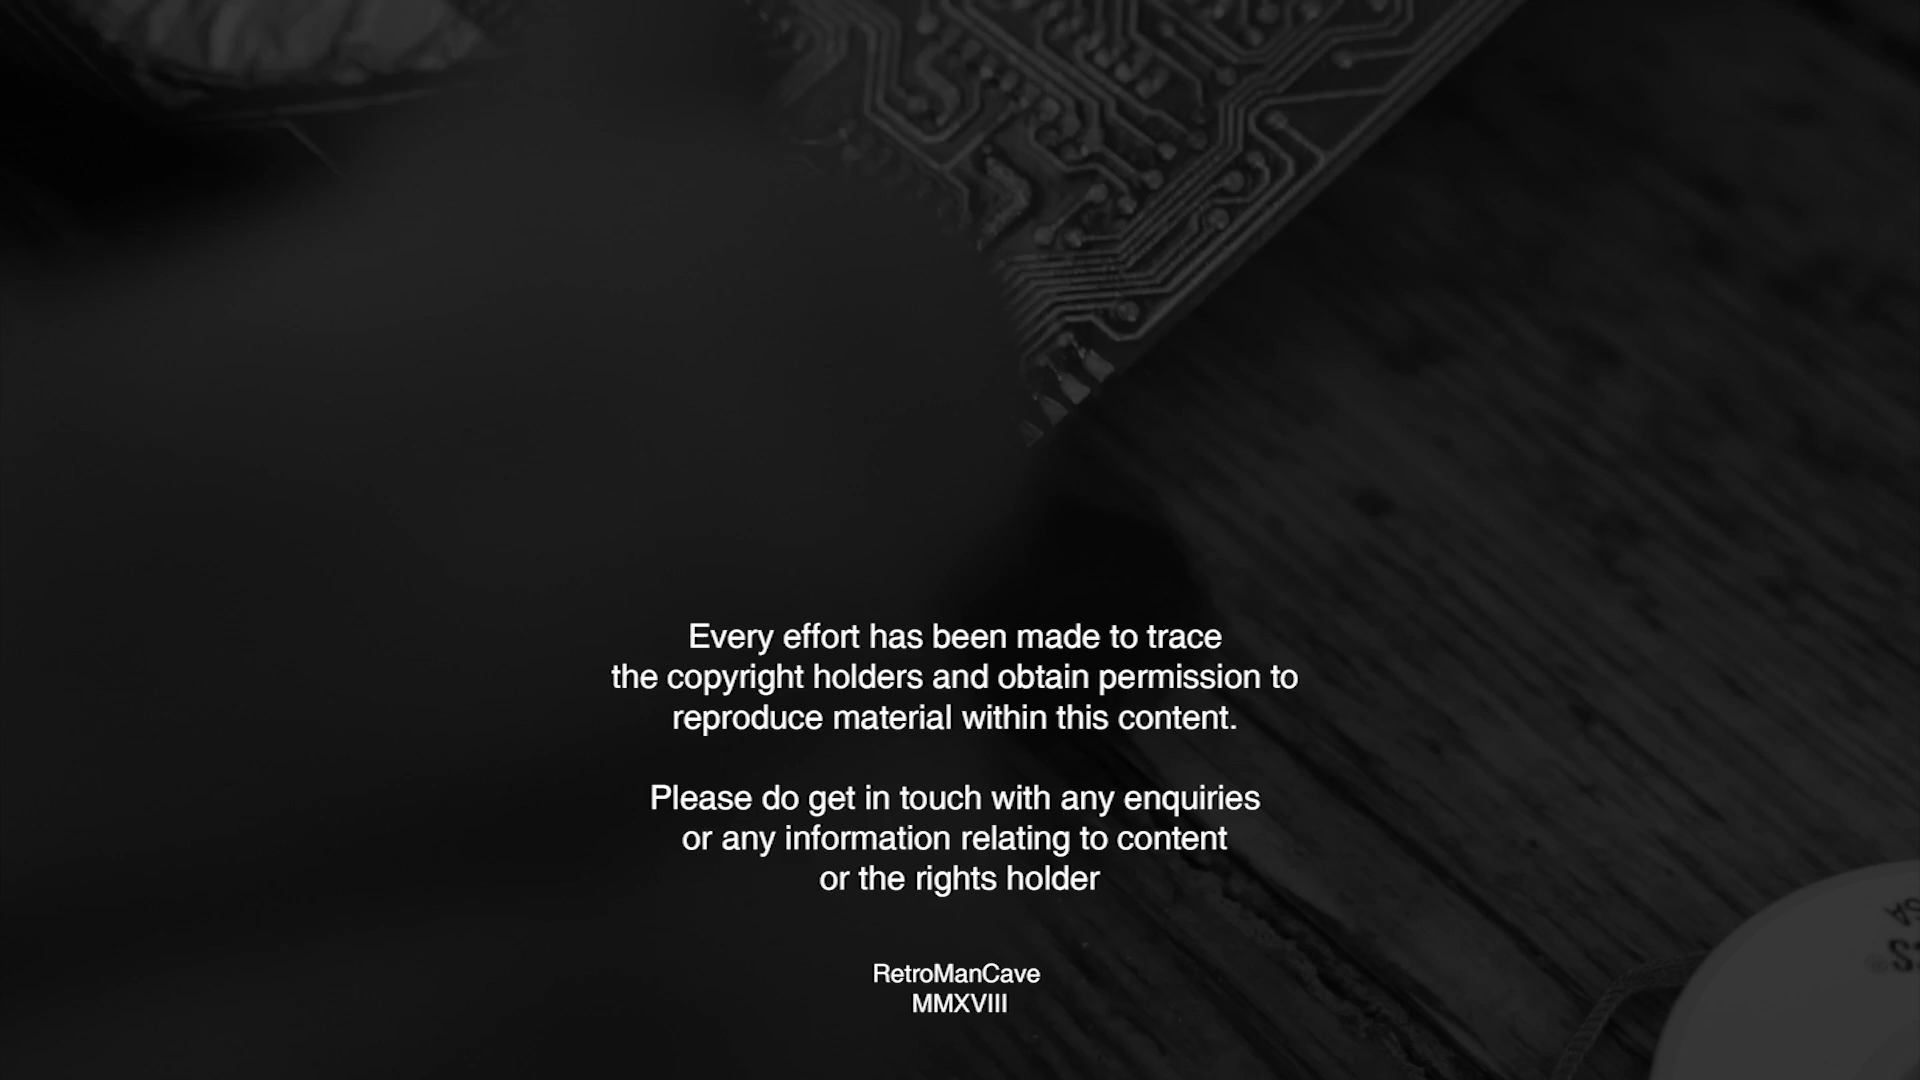 Every effort has been made to trace
the copyright holders and obtain permission to
reproduce material within this content.
Please do get in touch with any enquiries
or any information relating to content
or the rights holder
RetroManCave
MMXVIII